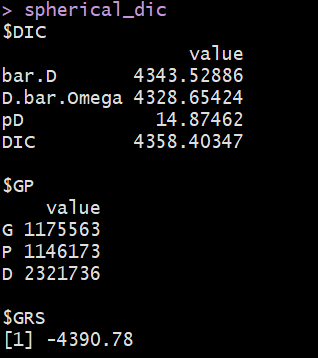 > spherical_dic
$DIC
value
bar.D 4343.52886
D.bar.Omega 4328.65424
pD 14.87462
DIC 4358.40347
$GP
value
G 1175563
P 1146173
D 2321736
$GRS
[1] -4390.78